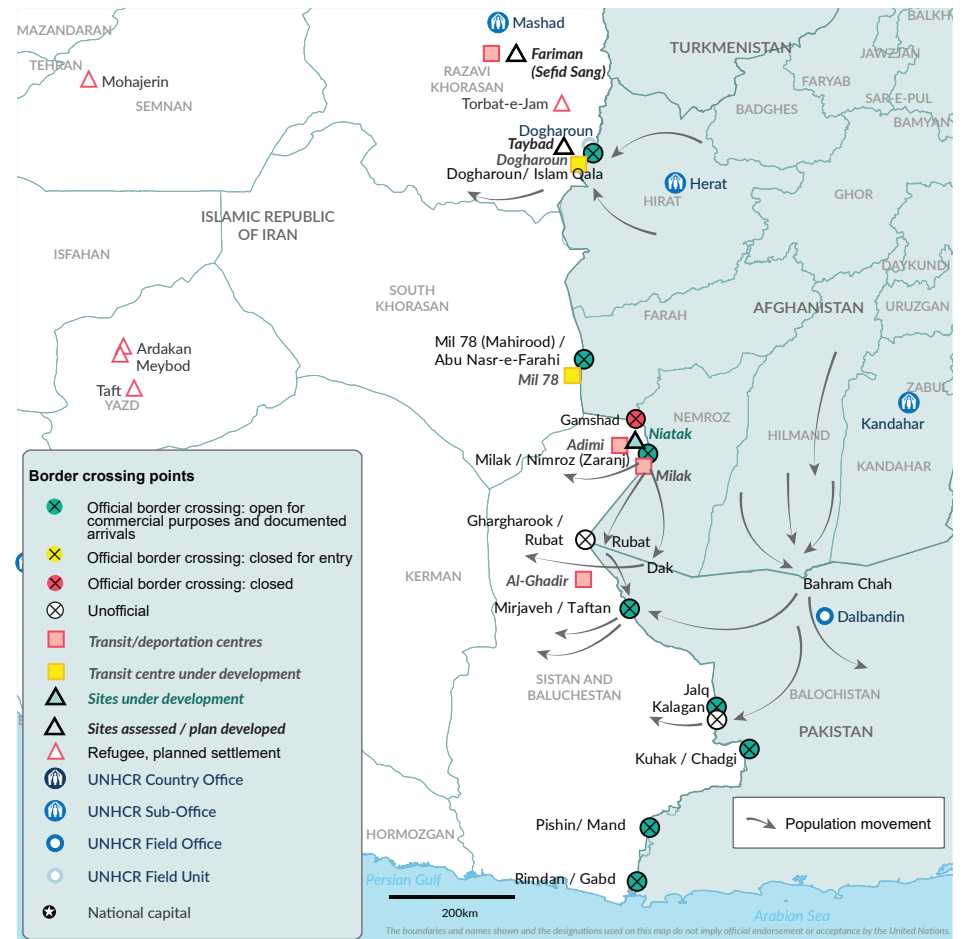 BALKH
MAZANDARAN
Mashad
TURKMENISTAN
JAWZJAN
Fariman
(Sefid Sang)
TEHRAN
RAZAVI
KHORASAN
Mohajerin
FARYAB
SEMNAN
Torbat-e-Jam
BADGHES
SAR-E-PUL
BAMYAN
Dogharoun
Taybad
Dogharoun
Dogharoun/ Islam Qala
Herat
HIRAT
GHOR
ISLAMIC REPUBLIC
OF IRAN
ISFAHAN
DAYKUNDI
SOUTH
KHORASAN
AFGHANISTAN
URUZGAN
FARAH
Mil 78 (Mahirood) /
Abu Nasr-e-Farahi
Mil 78
Ardakan
Meybod
Taft
YAZD
ZABUL
Kandahar
Gamshad
NEMROZ
Niatak
HILMAND
Adimi
Milak / Nimroz (Zaranj)
Milak
KANDAHAR
Ghargharook /
Rubat
Rubat
Dak
KERMAN
Al-Ghadir
Bahram Chah
Mirjaveh / Taftan
Dalbandin
SISTAN AND
BALUCHESTAN
Jalq
Kalagan
BALOCHISTAN
PAKISTAN
Kuhak / Chadgi
Pishin/ Mand
HORMOZGAN
Rimdan / Gabd
Persian Gulf
Arabian Sea
Border crossing points
Official border crossing: open for
commercial purposes and documented
arrivals
Official border crossing: closed for entry
Official border crossing: closed
Unofficial
Transit/deportation centres
Transit centre under development
Sites under development
Sites assessed / plan developed
Refugee, planned settlement
UNHCR Country Office
UNHCR Sub-Office
UNHCR Field Office
UNHCR Field Unit
National capital
Population movement
200km
The boundaries and names shown and the designations used on this map do not imply official endorsement or acceptance by the United Nations.